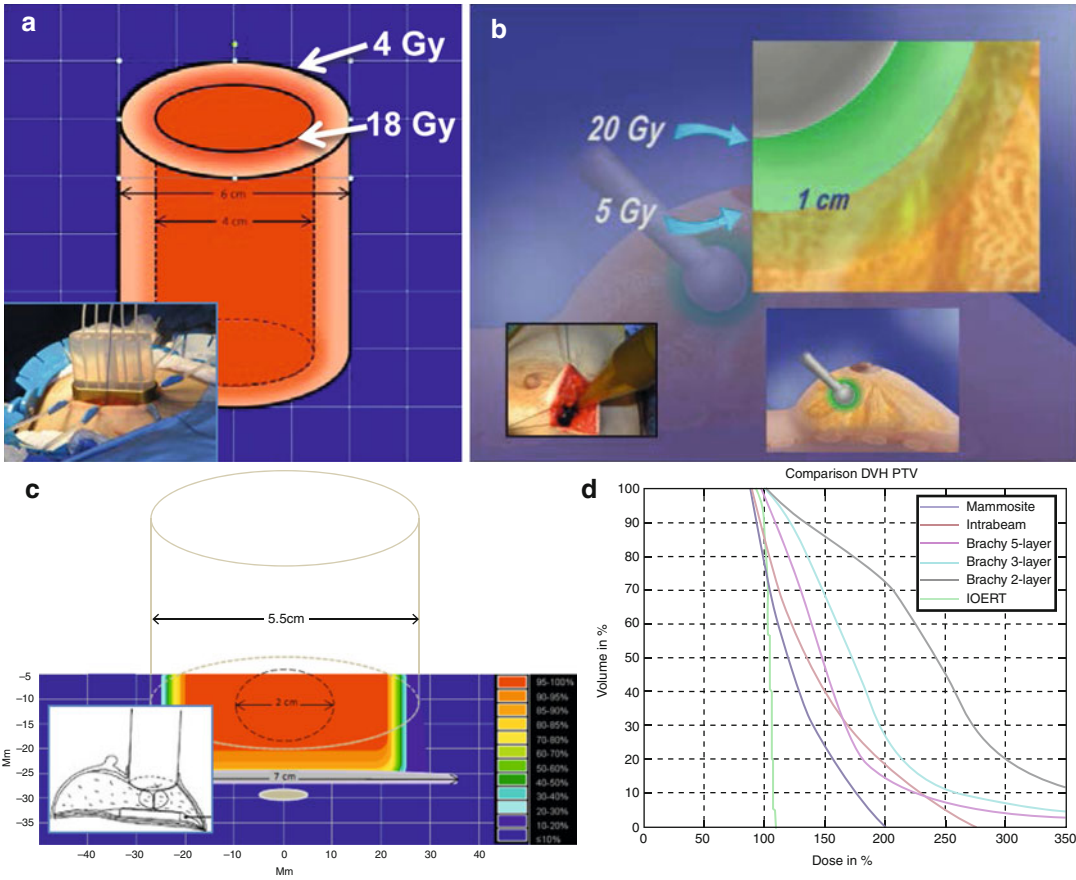 a
4 Gy
18 Gy
6 cm
4 cm
b
20 Gy
5 Gy
1 cm
c
5.5cm
2 cm
7 cm
−5
−10
−15
−20
−25
−30
−35
Mm
−40
−20
−10
0
10
20
30
40
Mm
95-100%
90-95%
85-90%
80-85%
70-80%
60-70%
50-60%
40-50%
30-40%
20-30%
10-20%
≤10%
d
Comparison DVH PTV
Mammosite
Intrabeam
Brachy 5-layer
Brachy 3-layer
Brachy 2-layer
IOERT
Volume in %
100
90
80
70
60
50
40
30
20
10
0
0
50
100
150
200
250
300
350
Dose in %